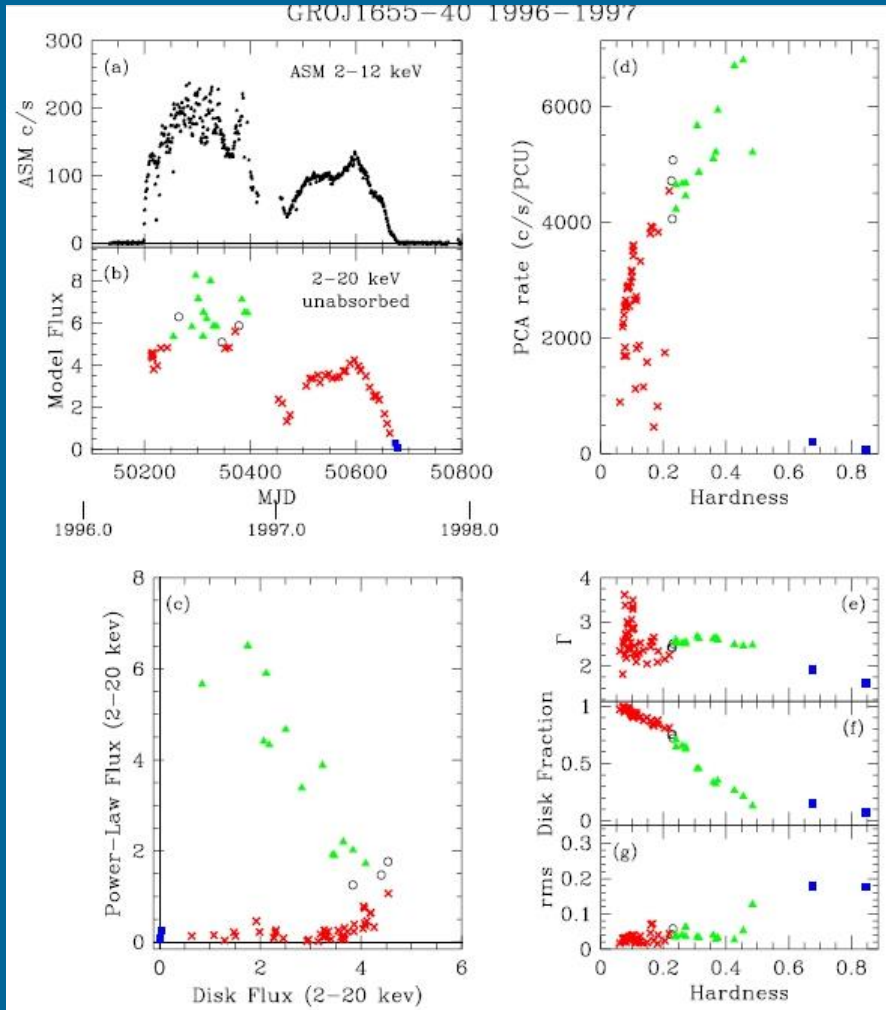 GROJ1655-40 1996-1997
(a)
ASM 2-12 keV
ASM c/s
300
200
100
0
(b)
2-20 keV
unabsorbed
Model Flux
8
6
4
2
0
50200 50300 50400 50500 50600 50700 50800
MJD
1996.0 1997.0 1998.0
(d)
PCA rate (c/s/PCU)
6000
4000
2000
0
0 0.2 0.4 0.6 0.8
Hardness
(c)
Power-Law Flux (2-20 kev)
8
6
4
2
0
0 2 4 6
Disk Flux (2-20 kev)
(e)
Γ
4
3
2
(f)
Disk Fraction
1
0.5
0
(g)
rms
0.3
0.2
0.1
0
0 0.2 0.4 0.6 0.8
Hardness